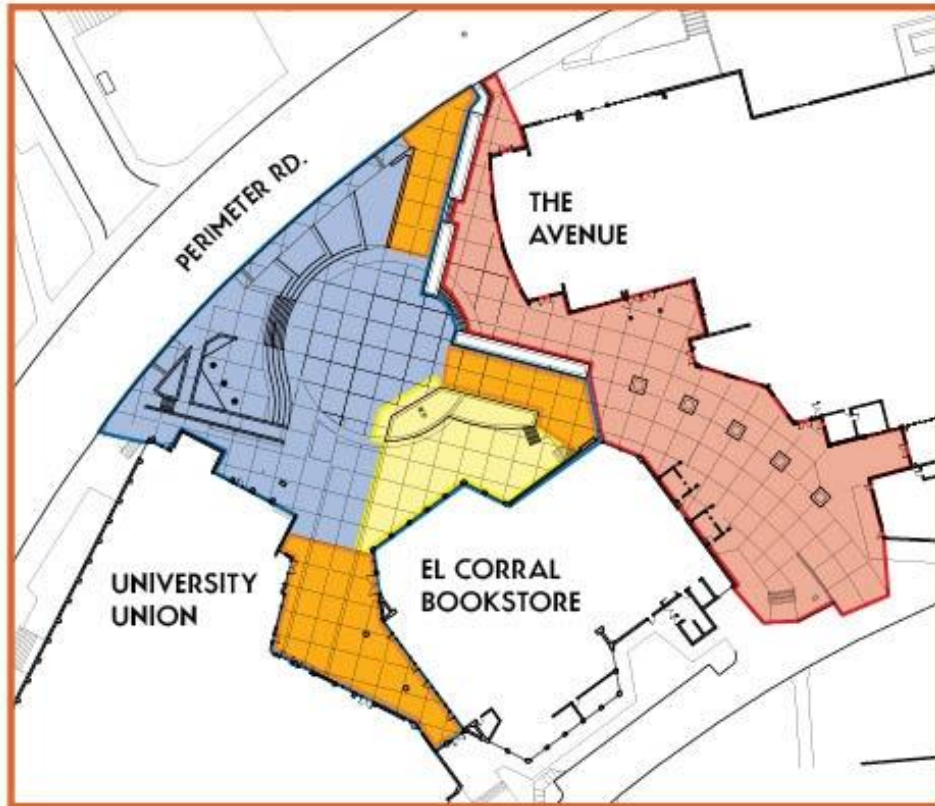 PERIMETER RD.
THE
AVENUE
UNIVERSITY
UNION
EL CORRAL
BOOKSTORE